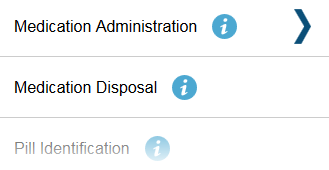 Medication Administration i
Medication Disposal i
Pill Identification i